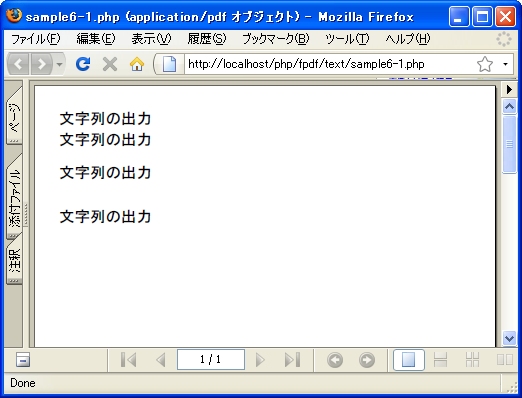 sample6-1.php (application/pdf オブジェクト) - Mozilla Firefox
ファイル(F) 編集(E) 表示(V) 履歴(S) ブックマーク(B) ツール(T) ヘルプ(H)
http://localhost/php/fpdf/text/sample6-1.php
ページ
添付ファイル
注釈
文字列の出力
文字列の出力
文字列の出力
文字列の出力
1 / 1
Done